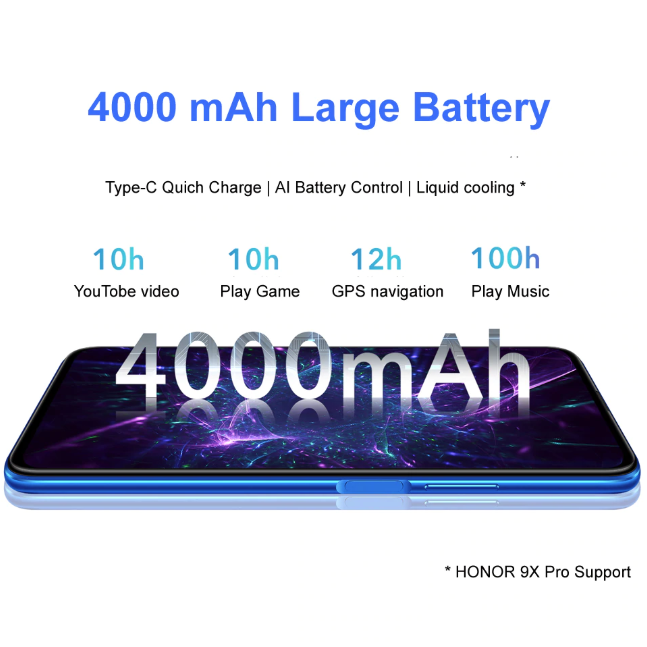 4000 mAh Large Battery
Type-C Quich Charge | AI Battery Control | Liquid cooling *
10h 10h 12h 100h
YouTobe video Play Game GPS navigation Play Music
4000mAh
* HONOR 9X Pro Support